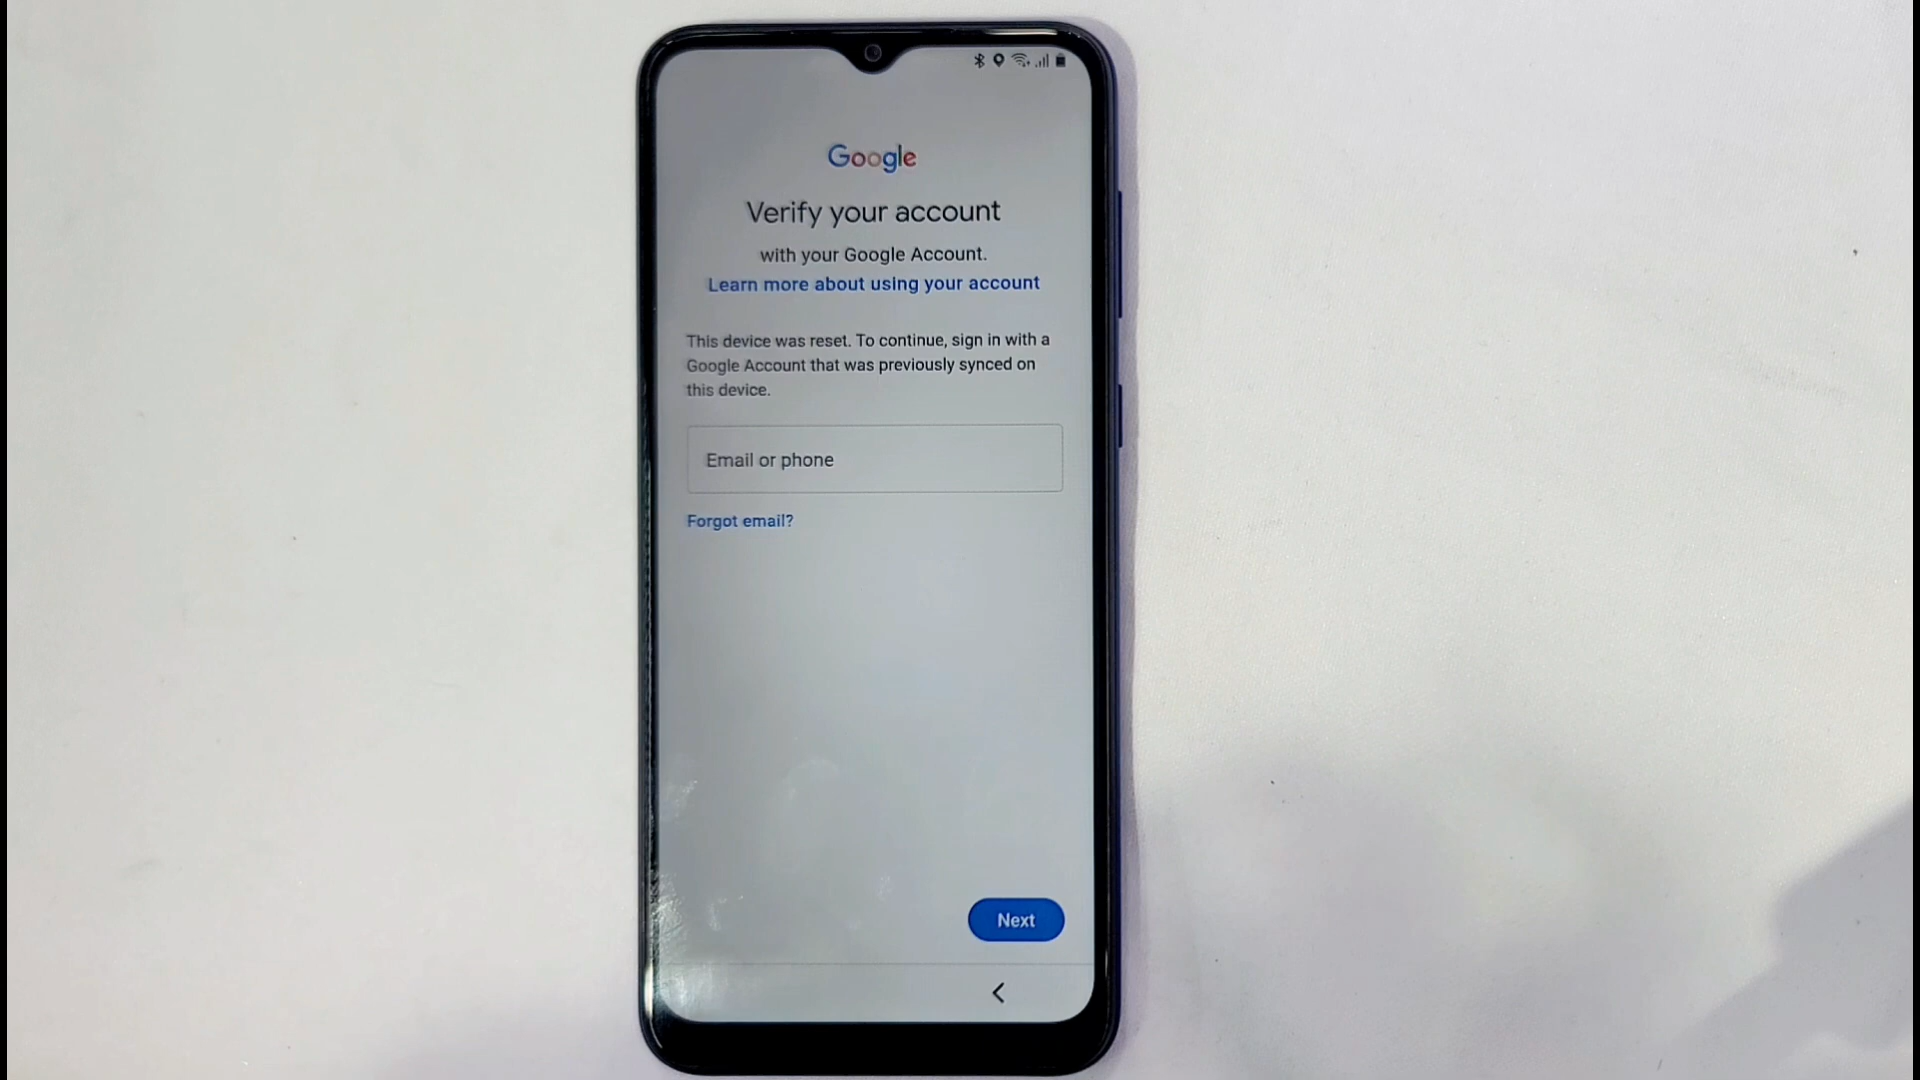 Google
Verify your account
with your Google Account.
Learn more about using your account
This device was reset. To continue, sign in with a
Google Account that was previously synced on
this device.
Email or phone
Forgot email?
Next